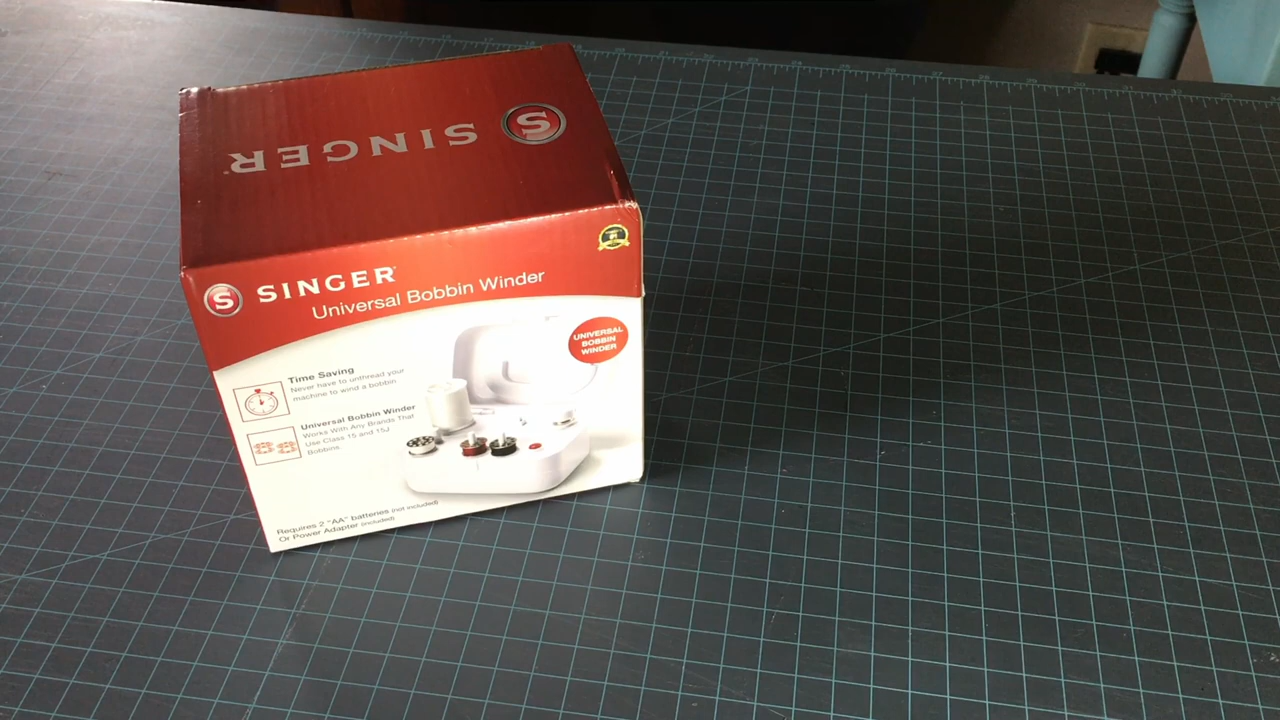 SINGER
S
S SINGER
Universal Bobbin Winder
UNIVERSAL
BOBBIN
WINDER
Time Saving
Never have to unthread your
machine to wind a bobbin
Universal Bobbin Winder
Works With Any Brands That
Use Class 15 and 15J
Bobbins.
Requires 2 "AA" batteries (not included)
Or Power Adapter (included)